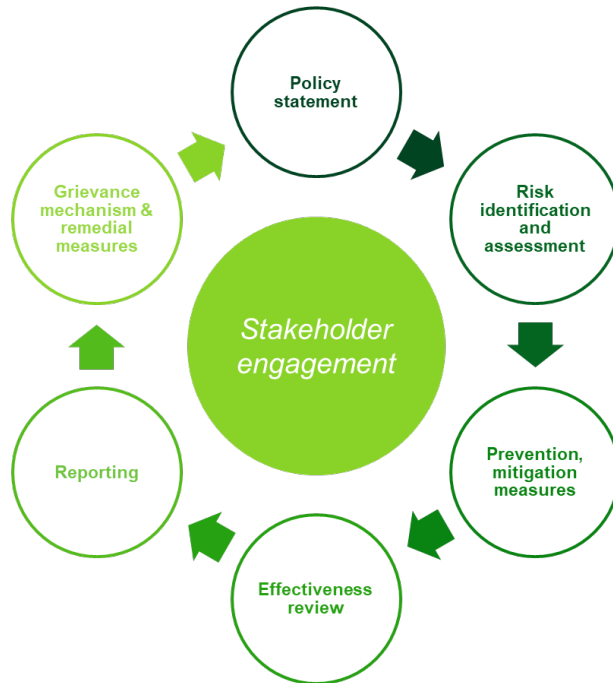 Policy
statement
Risk
identification
and
assessment
Prevention,
mitigation
measures
Effectiveness
review
Reporting
Grievance
mechanism &
remedial
measures
Stakeholder
engagement